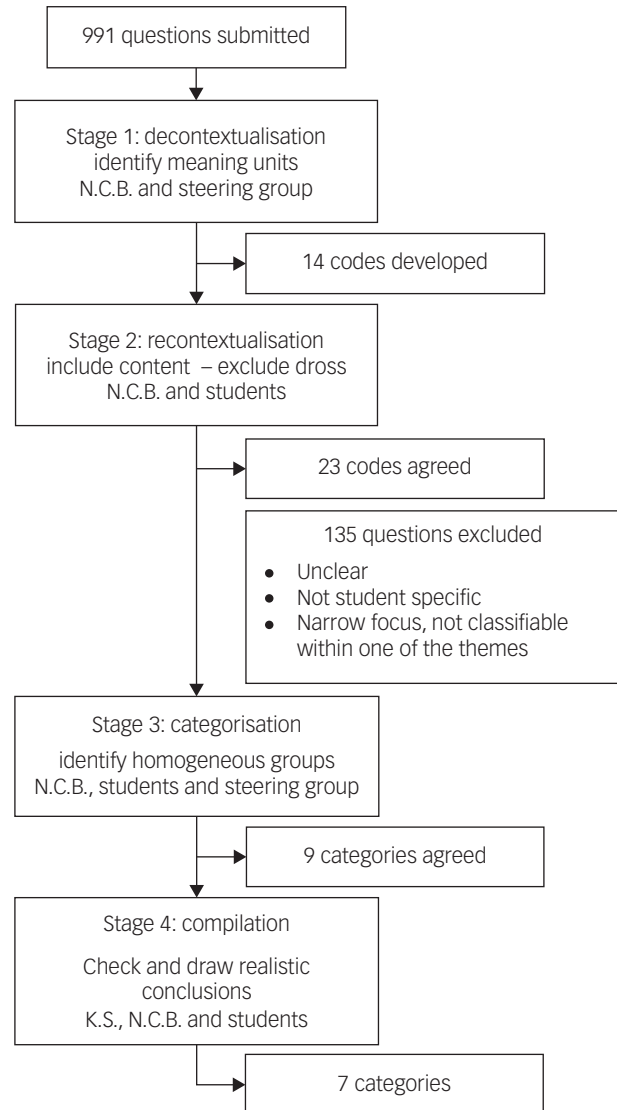 991 questions submitted
Stage 1: decontextualisation
identify meaning units
N.C.B. and steering group
14 codes developed
Stage 2: recontextualisation
include content – exclude dross
N.C.B. and students
23 codes agreed
135 questions excluded
• Unclear
• Not student specific
• Narrow focus, not classifiable
within one of the themes
Stage 3: categorisation
identify homogeneous groups
N.C.B., students and steering group
9 categories agreed
Stage 4: compilation
Check and draw realistic
conclusions
K.S., N.C.B. and students
7 categories